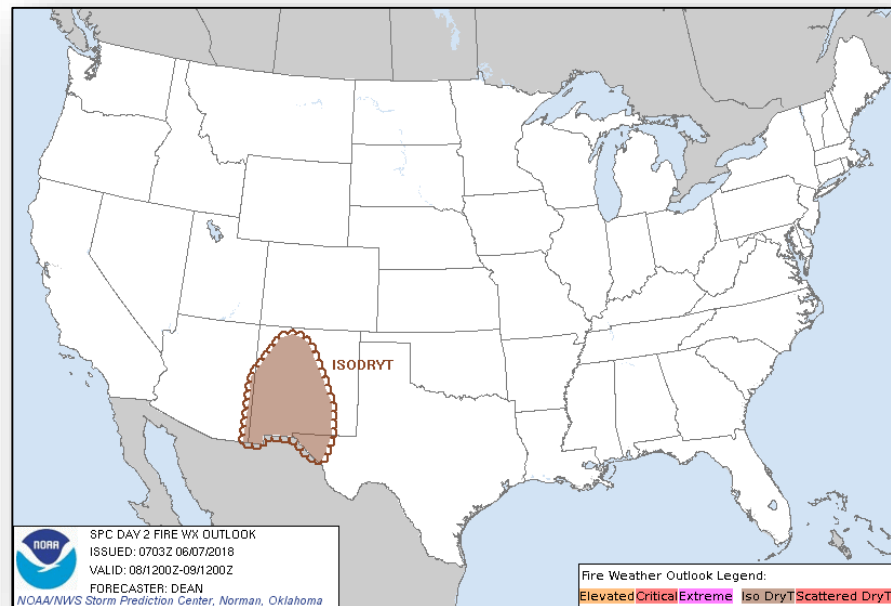 ISODRYT
SPC DAY 2 FIRE WX OUTLOOK
ISSUED: 0703Z 06/07/2018
VALID: 08/1200Z-09/1200Z
FORECASTER: DEAN
NOAA
NOAA/NWS Storm Prediction Center, Norman, Oklahoma
Fire Weather Outlook Legend:
Elevated Critical Extreme Iso DryT Scattered DryT